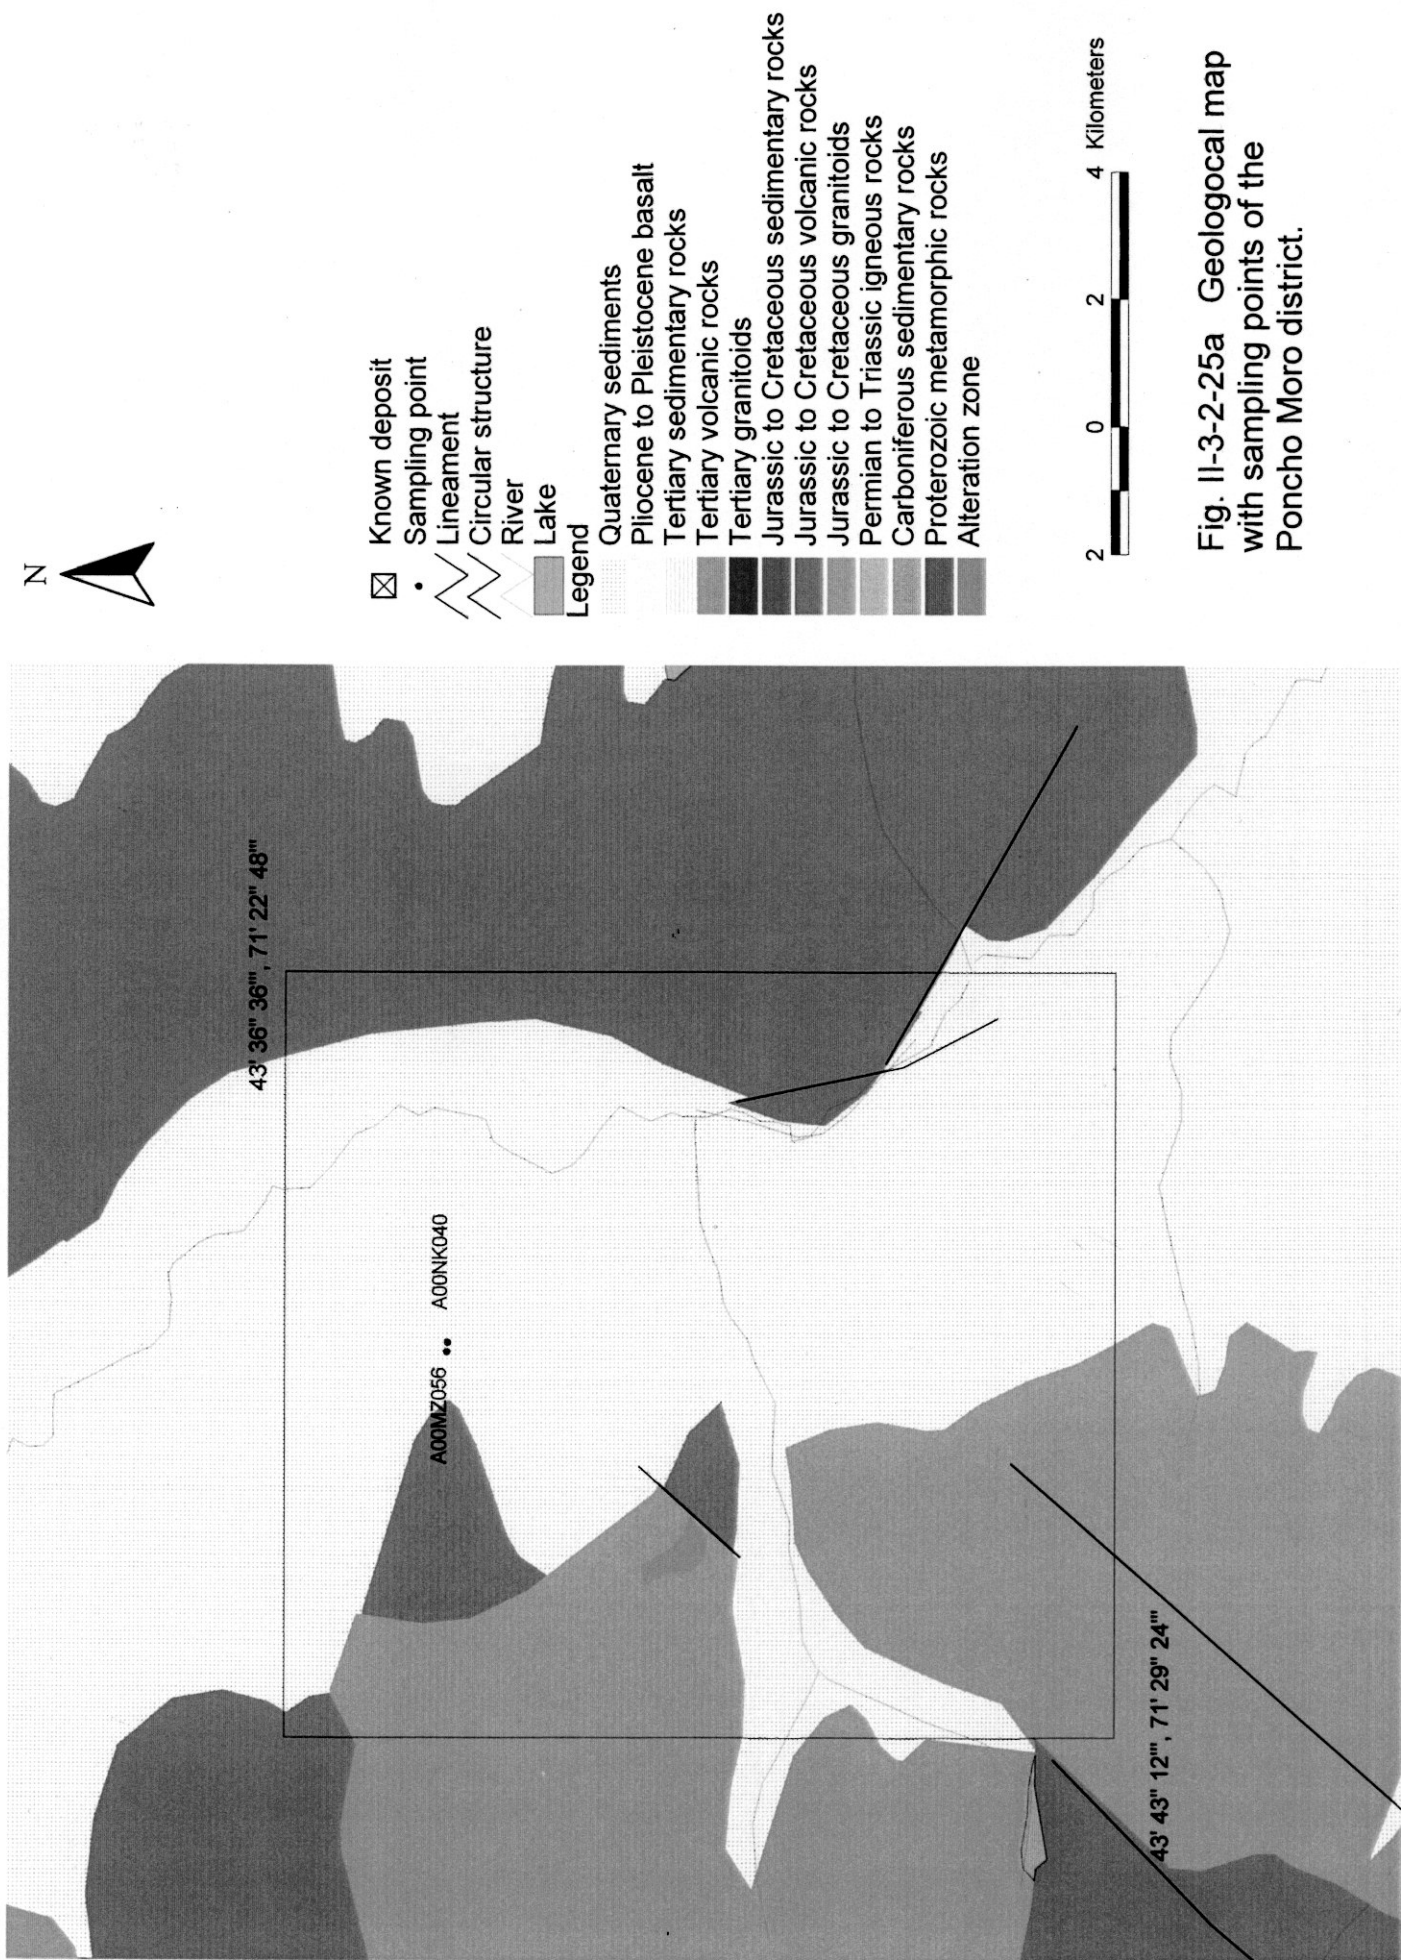 N
43' 36" 36"', 71' 22" 48"'
A00MZ056
A00NK040
43' 43" 12"', 71' 29" 24"'
Known deposit
Sampling point
Lineament
Circular structure
River
Lake
Legend
Quaternary sediments
Pliocene to Pleistocene basalt
Tertiary sedimentary rocks
Tertiary volcanic rocks
Tertiary granitoids
Jurassic to Cretaceous sedimentary rocks
Jurassic to Cretaceous volcanic rocks
Jurassic to Cretaceous granitoids
Permian to Triassic igneous rocks
Carboniferous sedimentary rocks
Proterozoic metamorphic rocks
Alteration zone
2 0 2 4 Kilometers
Fig. II-3-2-25a Geologocal map
with sampling points of the
Poncho Moro district.